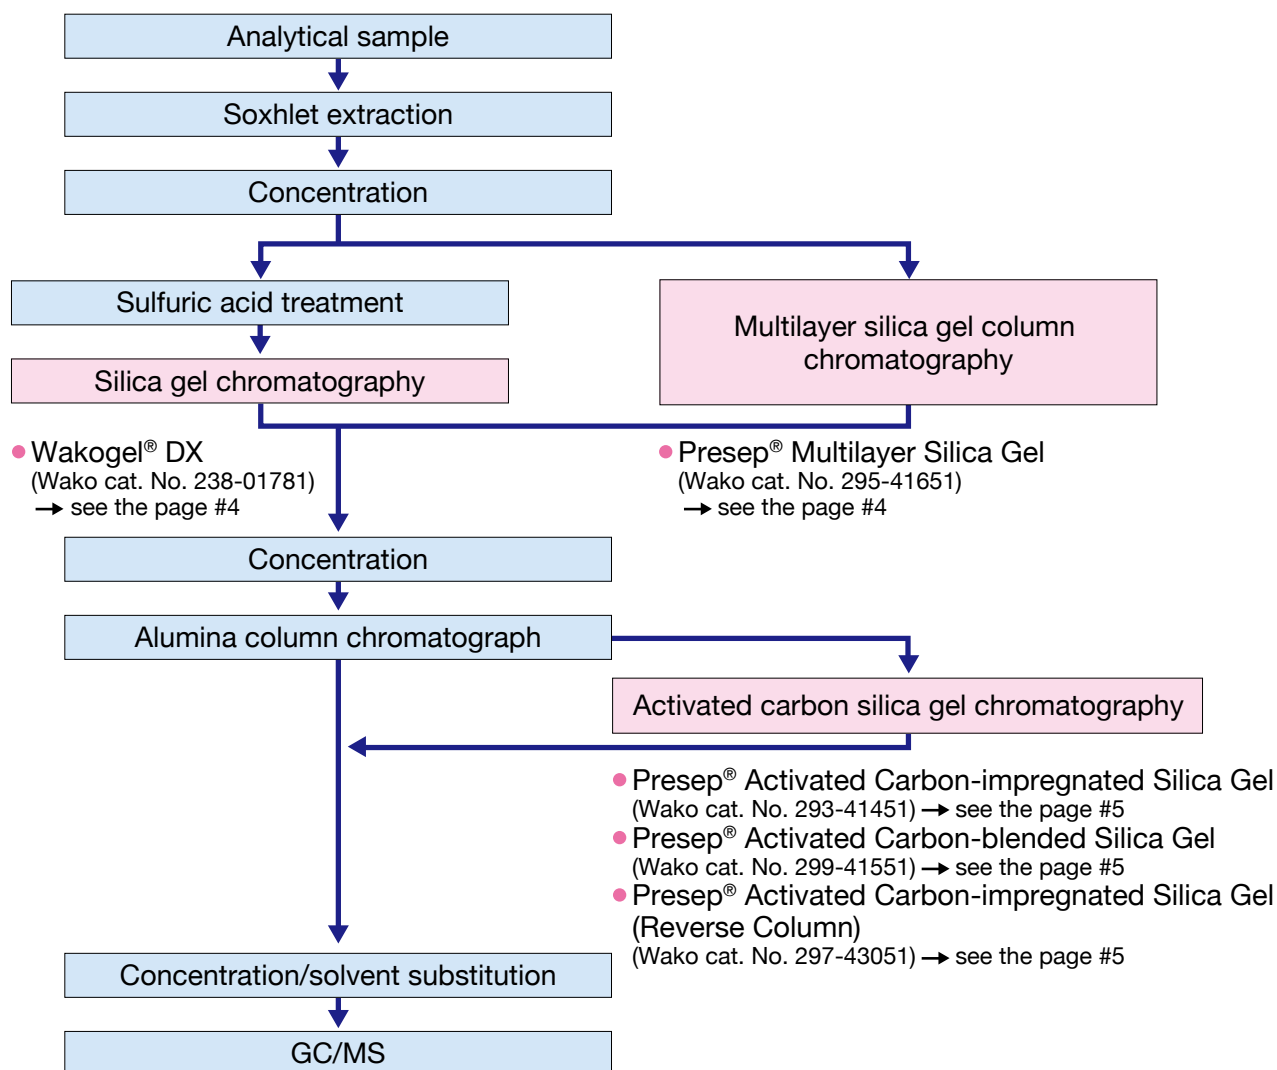 Analytical sample
Soxhlet extraction
Concentration
Sulfuric acid treatment
Multilayer silica gel column
chromatography
Silica gel chromatography
● Wakogel® DX
(Wako cat. No. 238-01781)
→ see the page #4
● Presep® Multilayer Silica Gel
(Wako cat. No. 295-41651)
→ see the page #4
Concentration
Alumina column chromatograph
Activated carbon silica gel chromatography
● Presep® Activated Carbon-impregnated Silica Gel
(Wako cat. No. 293-41451) → see the page #5
● Presep® Activated Carbon-blended Silica Gel
(Wako cat. No. 299-41551) → see the page #5
● Presep® Activated Carbon-impregnated Silica Gel
(Reverse Column)
(Wako cat. No. 297-43051) → see the page #5
Concentration/solvent substitution
GC/MS